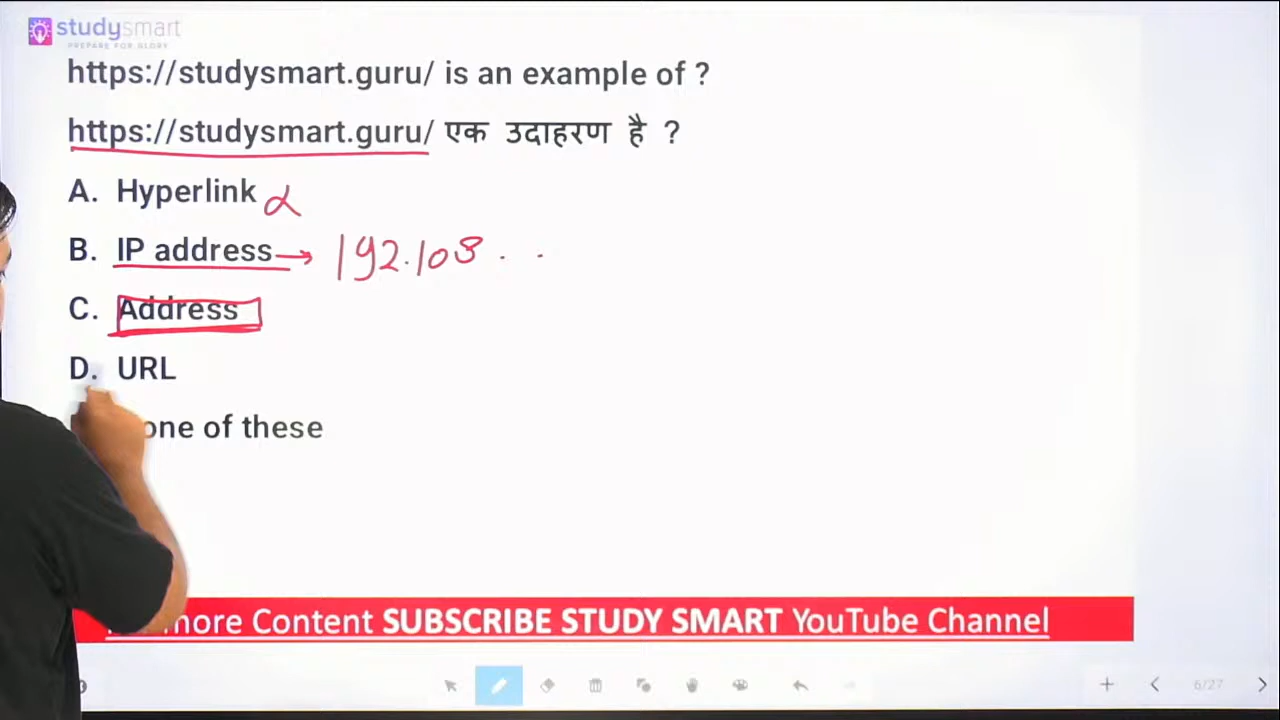 studysmart
PREPARE FOR GLORY
https://studysmart.guru/ is an example of ?
https://studysmart.guru/ एक उदाहरण है ?
A. Hyperlink
B. IP address → 192.108 . .
C. Address
D. URL
one of these
more Content SUBSCRIBE STUDY SMART YouTube Channel
6/27